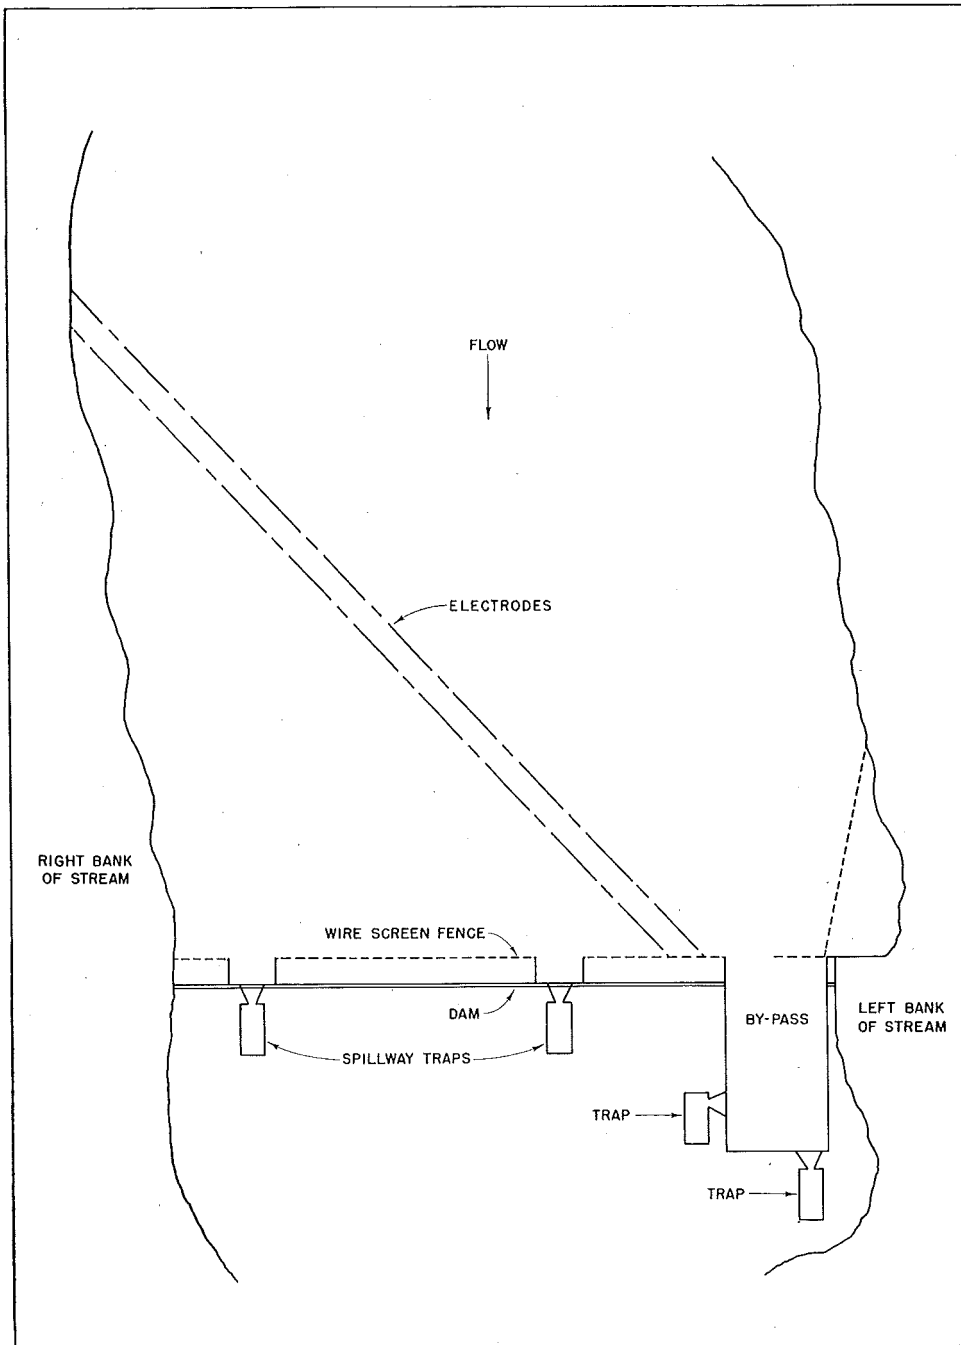 FLOW
ELECTRODES
RIGHT BANK
OF STREAM
WIRE SCREEN FENCE
DAM
BY-PASS
LEFT BANK
OF STREAM
SPILLWAY TRAPS
TRAP
TRAP